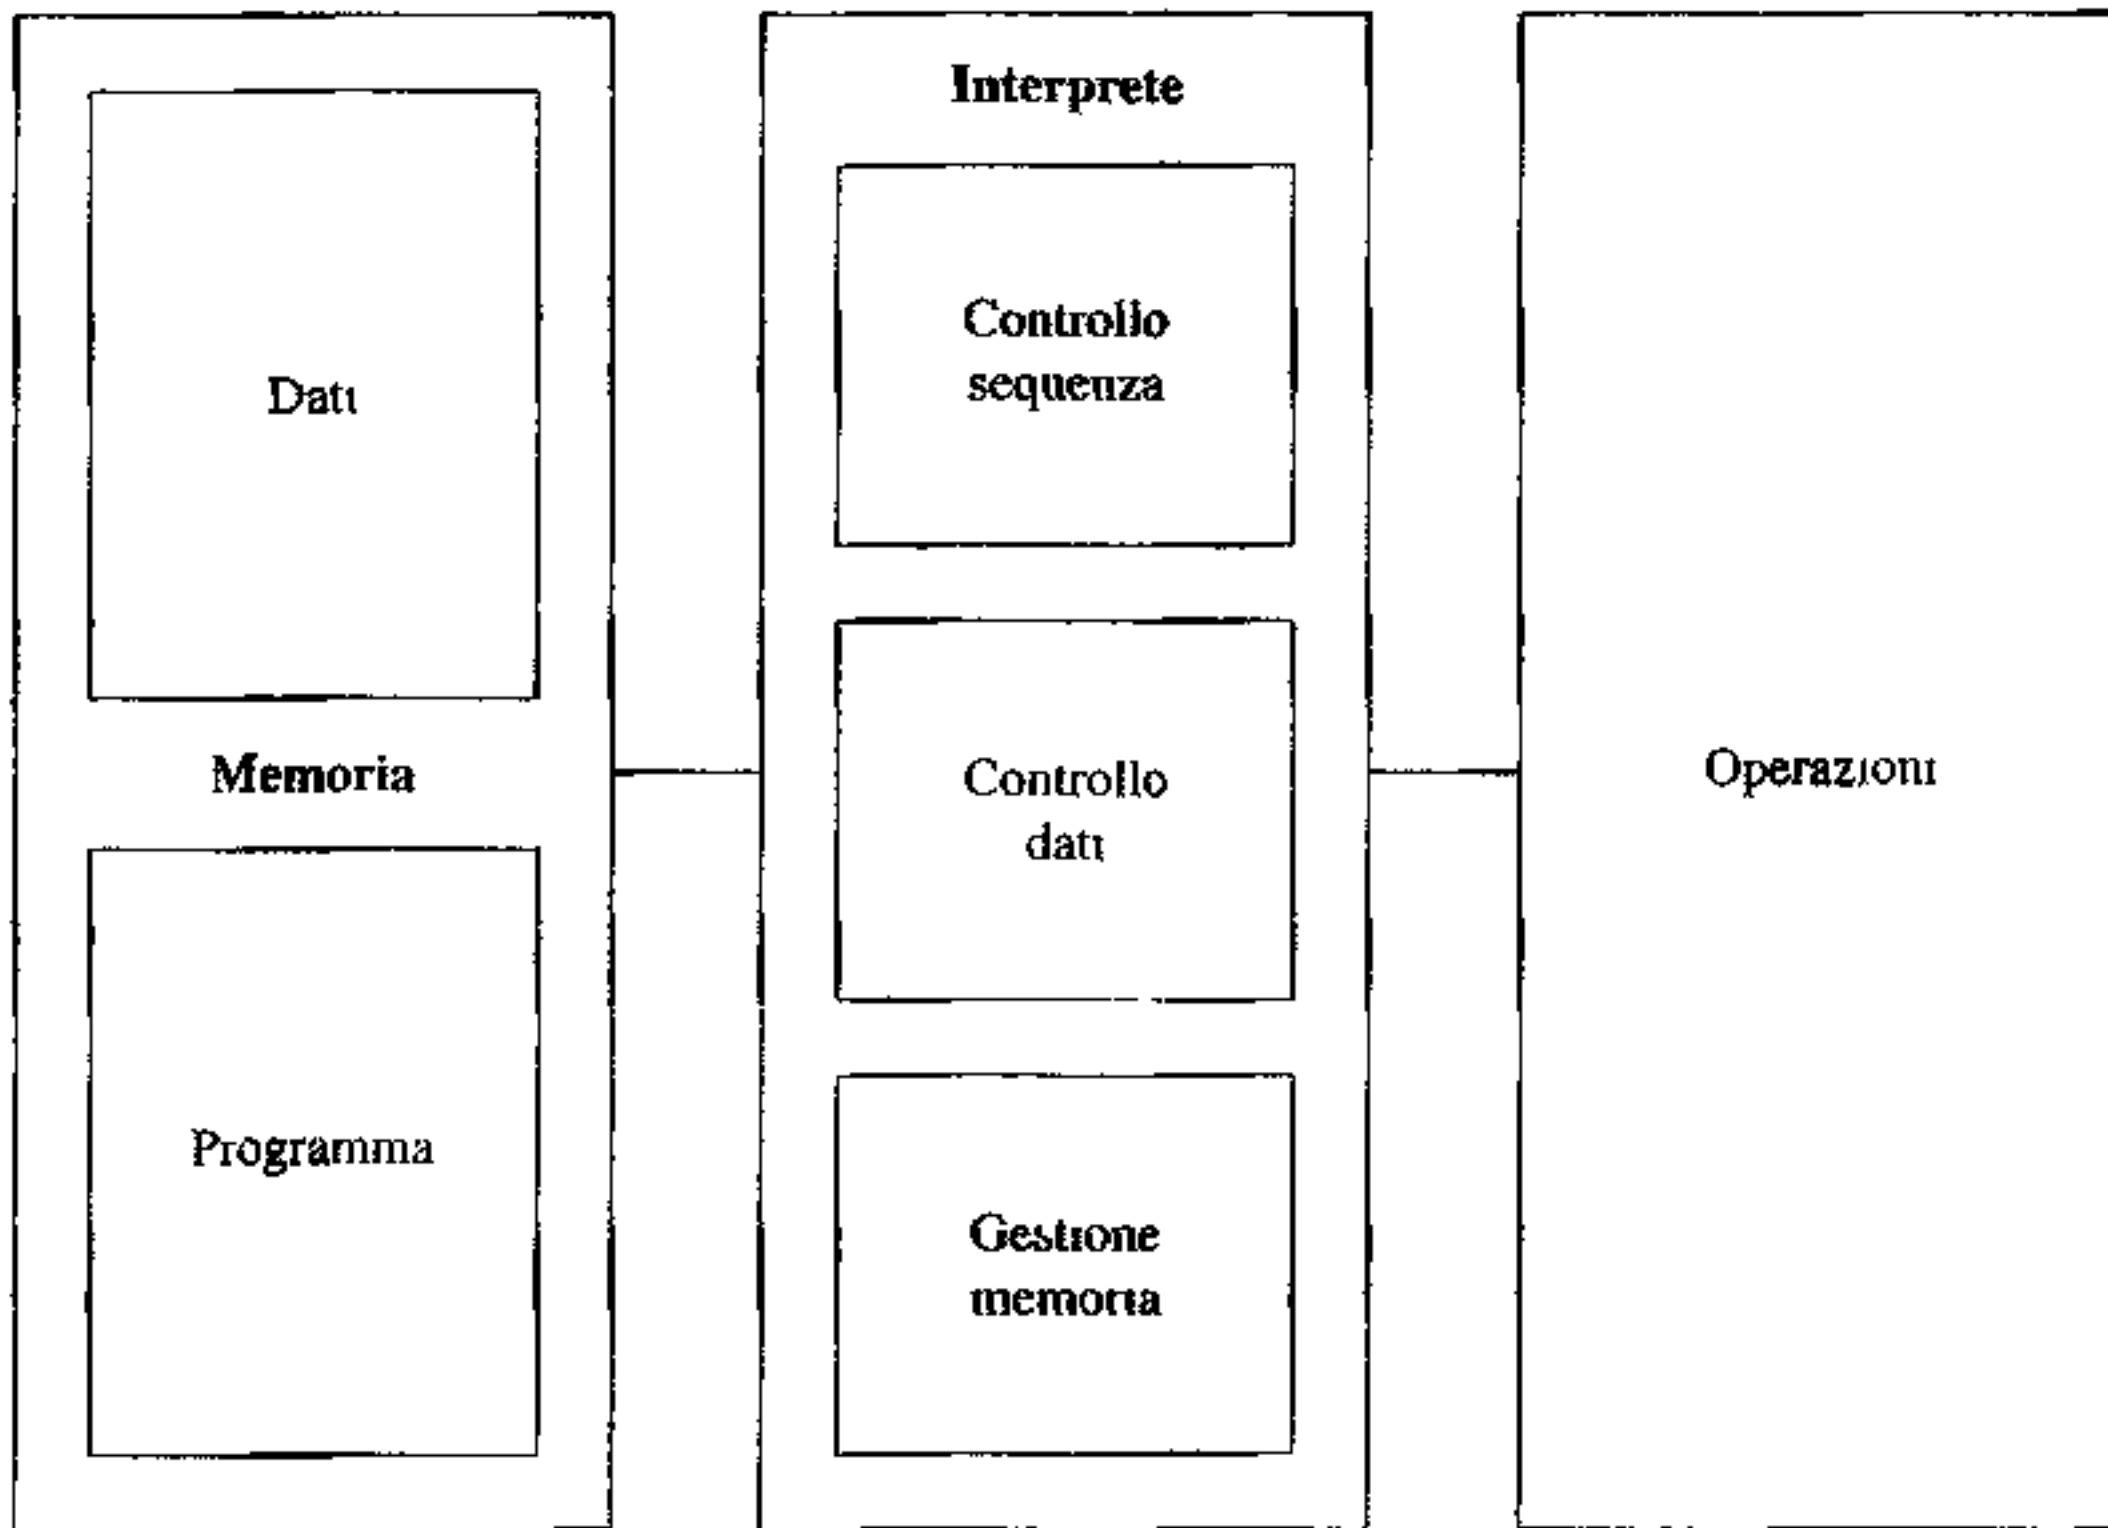 Dati
Memoria
Programma
Interprete
Controllo
sequenza
Controllo
dati
Gestione
memoria
Operazioni